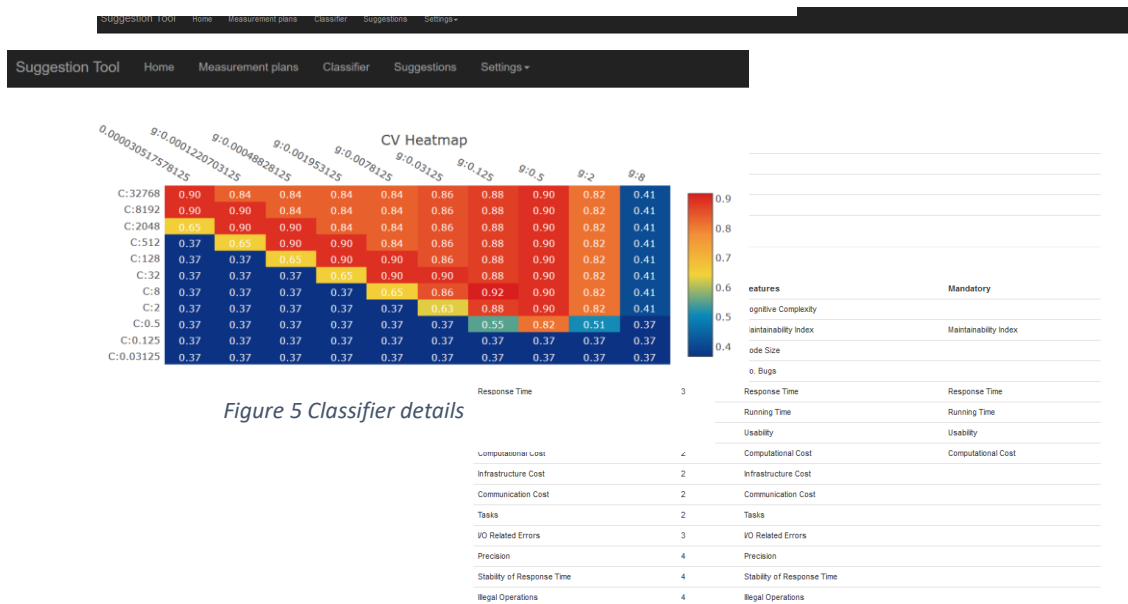 Suggestion Tool Home Measurement plans Classifier Suggestions Settings
Suggestion Tool Home Measurement plans Classifier Suggestions Settings
CV Heatmap
0.000030517578125 g:0.0001220703125 g:0.00048828125 g:0.001953125 g:0.0078125 g:0.03125 g:0.125 g:0.5 g:2 g:8
C:32768 0.90 0.84 0.84 0.84 0.84 0.86 0.88 0.90 0.82 0.41
C:8192 0.90 0.90 0.84 0.84 0.84 0.86 0.88 0.90 0.82 0.41
C:2048 0.65 0.90 0.90 0.84 0.84 0.86 0.88 0.90 0.82 0.41
C:512 0.37 0.65 0.90 0.90 0.84 0.86 0.88 0.90 0.82 0.41
C:128 0.37 0.37 0.65 0.90 0.90 0.86 0.88 0.90 0.82 0.41
C:32 0.37 0.37 0.37 0.65 0.90 0.90 0.88 0.90 0.82 0.41
C:8 0.37 0.37 0.37 0.37 0.65 0.86 0.92 0.90 0.82 0.41
C:2 0.37 0.37 0.37 0.37 0.37 0.63 0.88 0.90 0.82 0.41
C:0.5 0.37 0.37 0.37 0.37 0.37 0.37 0.55 0.82 0.51 0.37
C:0.125 0.37 0.37 0.37 0.37 0.37 0.37 0.37 0.37 0.37 0.37
C:0.03125 0.37 0.37 0.37 0.37 0.37 0.37 0.37 0.37 0.37 0.37
0.9
0.8
0.7
0.6
0.5
0.4
eatures Mandatory
ognitive Complexity
aintainability Index Maintainability Index
ode Size
o. Bugs
Response Time 3 Response Time Response Time
Running Time Running Time
Usability Usability
Computational Cost 2 Computational Cost Computational Cost
Infrastructure Cost 2 Infrastructure Cost
Communication Cost 2 Communication Cost
Tasks 2 Tasks
I/O Related Errors 3 I/O Related Errors
Precision 4 Precision
Stability of Response Time 4 Stability of Response Time
Illegal Operations 4 Illegal Operations
Figure 5 Classifier details